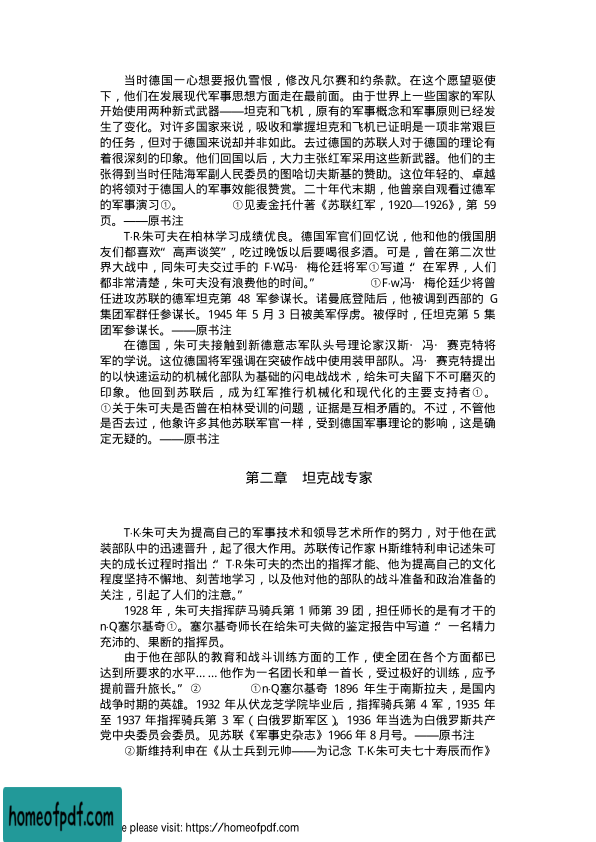 当时德国一心想要报仇雪恨，修改凡尔赛和约条款。在这个愿望驱使
下，他们在发展现代军事思想方面走在最前面。由于世界上一些国家的军队
开始使用两种新式武器——坦克和飞机，原有的军事概念和军事原则已经发
生了变化。对许多国家来说，吸收和掌握坦克和飞机已证明是一项非常艰巨
的任务，但对于德国来说却并非如此。去过德国的苏联人对于德国的理论有
着很深刻的印象。他们回国以后，大力主张红军采用这些新武器。他们的主
张得到当时任陆海军副人民委员的图哈切夫斯基的赞助。这位年轻的、卓越
的将领对于德国人的军事效能很赞赏。二十年代末期，他曾亲自观看过德军
的军事演习①。 ①见麦金托什著《苏联红军，1920—1926》，第 59
页。——原书注
T·R·朱可夫在柏林学习成绩优良。德国军官们回忆说，他和他的俄国朋
友们都喜欢“高声谈笑”，吃过晚饭以后要喝很多酒。可是，曾在第二次世
界大战中，同朱可夫交过手的 F·W·冯·梅伦廷将军①写道：“在军界，人们
都非常清楚，朱可夫没有浪费他的时间。” ①F·w·冯·梅伦廷少将曾
任进攻苏联的德军坦克第 48 军参谋长。诺曼底登陆后，他被调到西部的 G
集团军群任参谋长。1945 年 5 月 3 日被美军俘虏。被俘时，任坦克第 5 集
团军参谋长。——原书注
在德国，朱可夫接触到新德意志军队头号理论家汉斯·冯·赛克特将
军的学说。这位德国将军强调在突破作战中使用装甲部队。冯·赛克特提出
的以快速运动的机械化部队为基础的闪电战战术，给朱可夫留下不可磨灭的
印象。他回到苏联后，成为红军推行机械化和现代化的主要支持者①。
①关于朱可夫是否曾在柏林受训的问题，证据是互相矛盾的。不过，不管他
是否去过，他象许多其他苏联军官一样，受到德国军事理论的影响，这是确
定无疑的。——原书注
第二章 坦克战专家
T·K·朱可夫为提高自己的军事技术和领导艺术所作的努力，对于他在武
装部队中的迅速晋升，起了很大作用。苏联传记作家 H·斯维特利申记述朱可
夫的成长过程时指出：“T·R·朱可夫的杰出的指挥才能、他为提高自己的文化
程度坚持不懈地、刻苦地学习，以及他对他的部队的战斗准备和政治准备的
关注，引起了人们的注意。”
1928 年，朱可夫指挥萨马骑兵第 1 师第 39 团，担任师长的是有才干的
n·Q·塞尔基奇①。塞尔基奇师长在给朱可夫做的鉴定报告中写道：“一名精力
充沛的、果断的指挥员。
由于他在部队的教育和战斗训练方面的工作，使全团在各个方面都已
达到所要求的水平……他作为一名团长和单一首长，受过极好的训练，应予
提前晋升旅长。”② ①n·Q·塞尔基奇 1896 年生于南斯拉夫，是国内
战争时期的英雄。1932 年从伏龙芝学院毕业后，指挥骑兵第 4 军，1935 年
至 1937 年指挥骑兵第 3 军（白俄罗斯军区）。1936 年当选为白俄罗斯共产
党中央委员会委员。见苏联《军事史杂志》1966 年 8 月号。——原书注
②斯维持利申在《从士兵到元帅——为记念 T·K·朱可夫七十寿辰而作》
homeofpdf.com
e please visit: https://homeofpdf.com